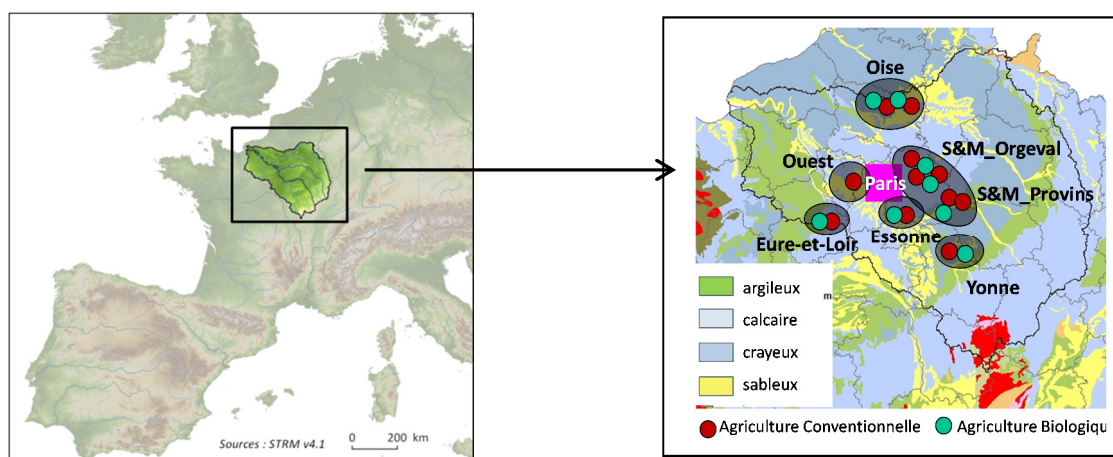 Sources : STRM v4.1
0 200 km
Oise
S&M_Orgeval
Ouest
Paris
S&M_Provins
Eure-et-Loir
Essonne
Yonne
argileux
m
calcaire
crayeux
sableux
Agriculture Conventionnelle
Agriculture Biologiqu